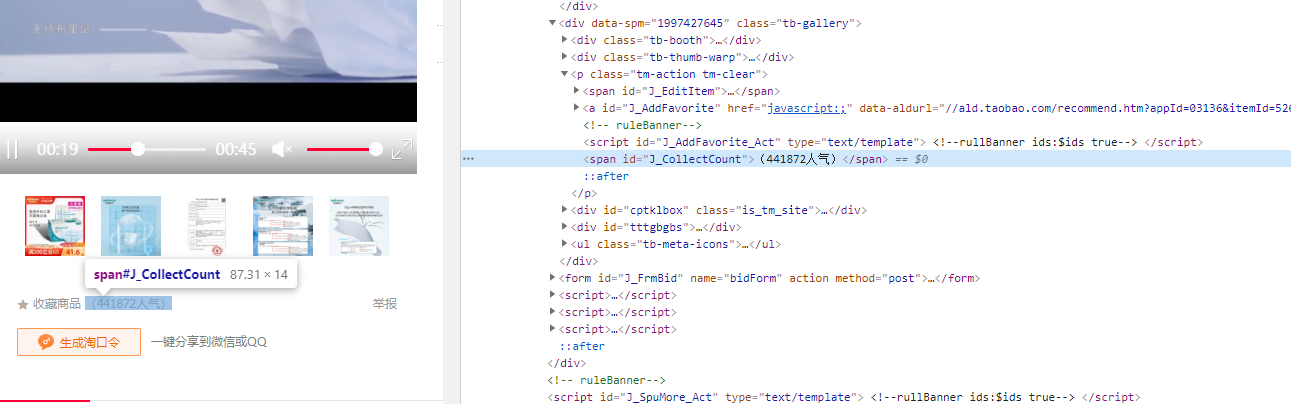 无纺布里层
00:19
00:45
span#J_CollectCount 87.31 × 14
收藏商品 (441872人气)
举报
生成淘口令 一键分享到微信或QQ
</div>
▼<div data-spm="1997427645" class="tb-gallery">
▶<div class="tb-booth">…</div>
▶<div class="tb-thumb-warp">…</div>
▼<p class="tm-action tm-clear">
▶<span id="J_EditItem">…</span>
▶<a id="J_AddFavorite" href="javascript:;" data-aldurl="//ald.taobao.com/recommend.htm?appId=03136&itemId=526
<!-- ruleBanner-->
<script id="J_AddFavorite_Act" type="text/template"> <!--rullBanner ids:$ids true--> </script>
<span id="J_CollectCount">（441872人气）</span> == $0
::after
</p>
▶<div id="cptklbox" class="is_tm_site">…</div>
▶<div id="tttgbgbs">…</div>
▶<ul class="tb-meta-icons">…</ul>
</div>
▶<form id="J_FrmBid" name="bidForm" action method="post">…</form>
▶<script>…</script>
▶<script>…</script>
▶<script>…</script>
::after
</div>
<!-- ruleBanner-->
<script id="J_SpuMore_Act" type="text/template"> <!--rullBanner ids:$ids true--> </script>